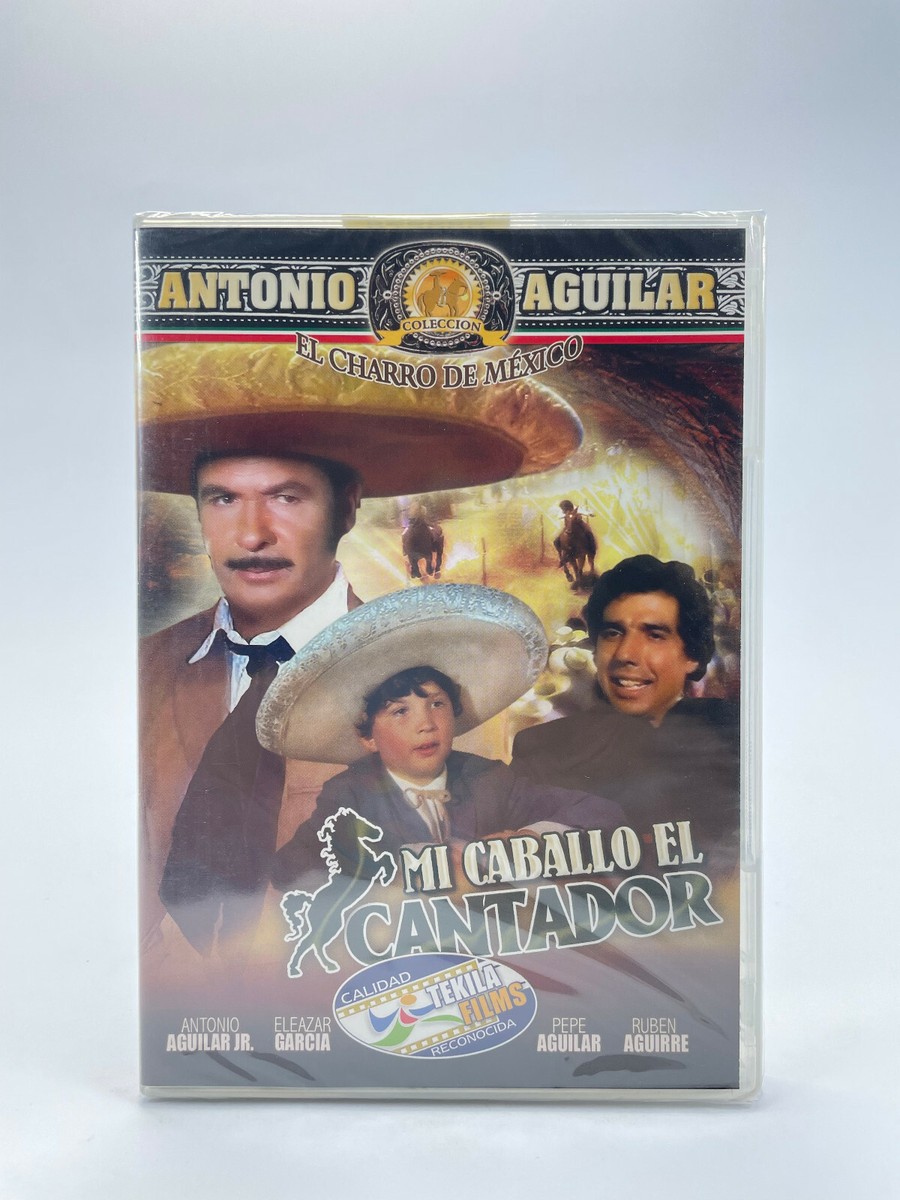 ANTONIO AGUILAR
COLECCION
EL CHARRO DE MÉXICO
MI CABALLO EL
CANTADOR
CALIDAD
TEKILA
FILMS
RECONOCIDA
ANTONIO
AGUILAR JR.
ELEAZAR
GARCIA
PEPE
AGUILAR
RUBEN
AGUIRRE